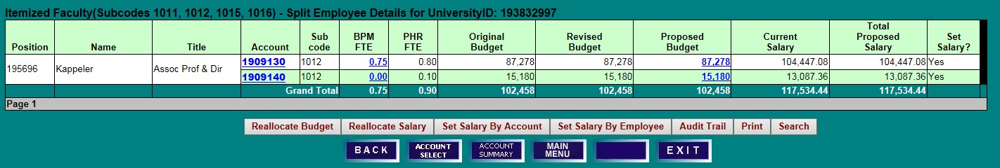 Itemized Faculty(Subcodes 1011, 1012, 1015, 1016) - Split Employee Details for UniversityID: 193832997
Position Name Title Account Sub code BPM FTE PHR FTE Original Budget Revised Budget Proposed Budget Current Salary Total Proposed Salary Set Salary?
195696 Kappeler Assoc Prof & Dir 1909130 1012 0.75 0.80 87,278 87,278 87,278 104,447.08 104,447.08 Yes
1909140 1012 0.00 0.10 15,180 15,180 15,180 13,087.36 13,087.36 Yes
Grand Total 0.75 0.90 102,458 102,458 102,458 117,534.44 117,534.44
Page 1
Reallocate Budget Reallocate Salary Set Salary By Account Set Salary By Employee Audit Trail Print Search
BACK ACCOUNT SELECT ACCOUNT SUMMARY MAIN MENU EXIT